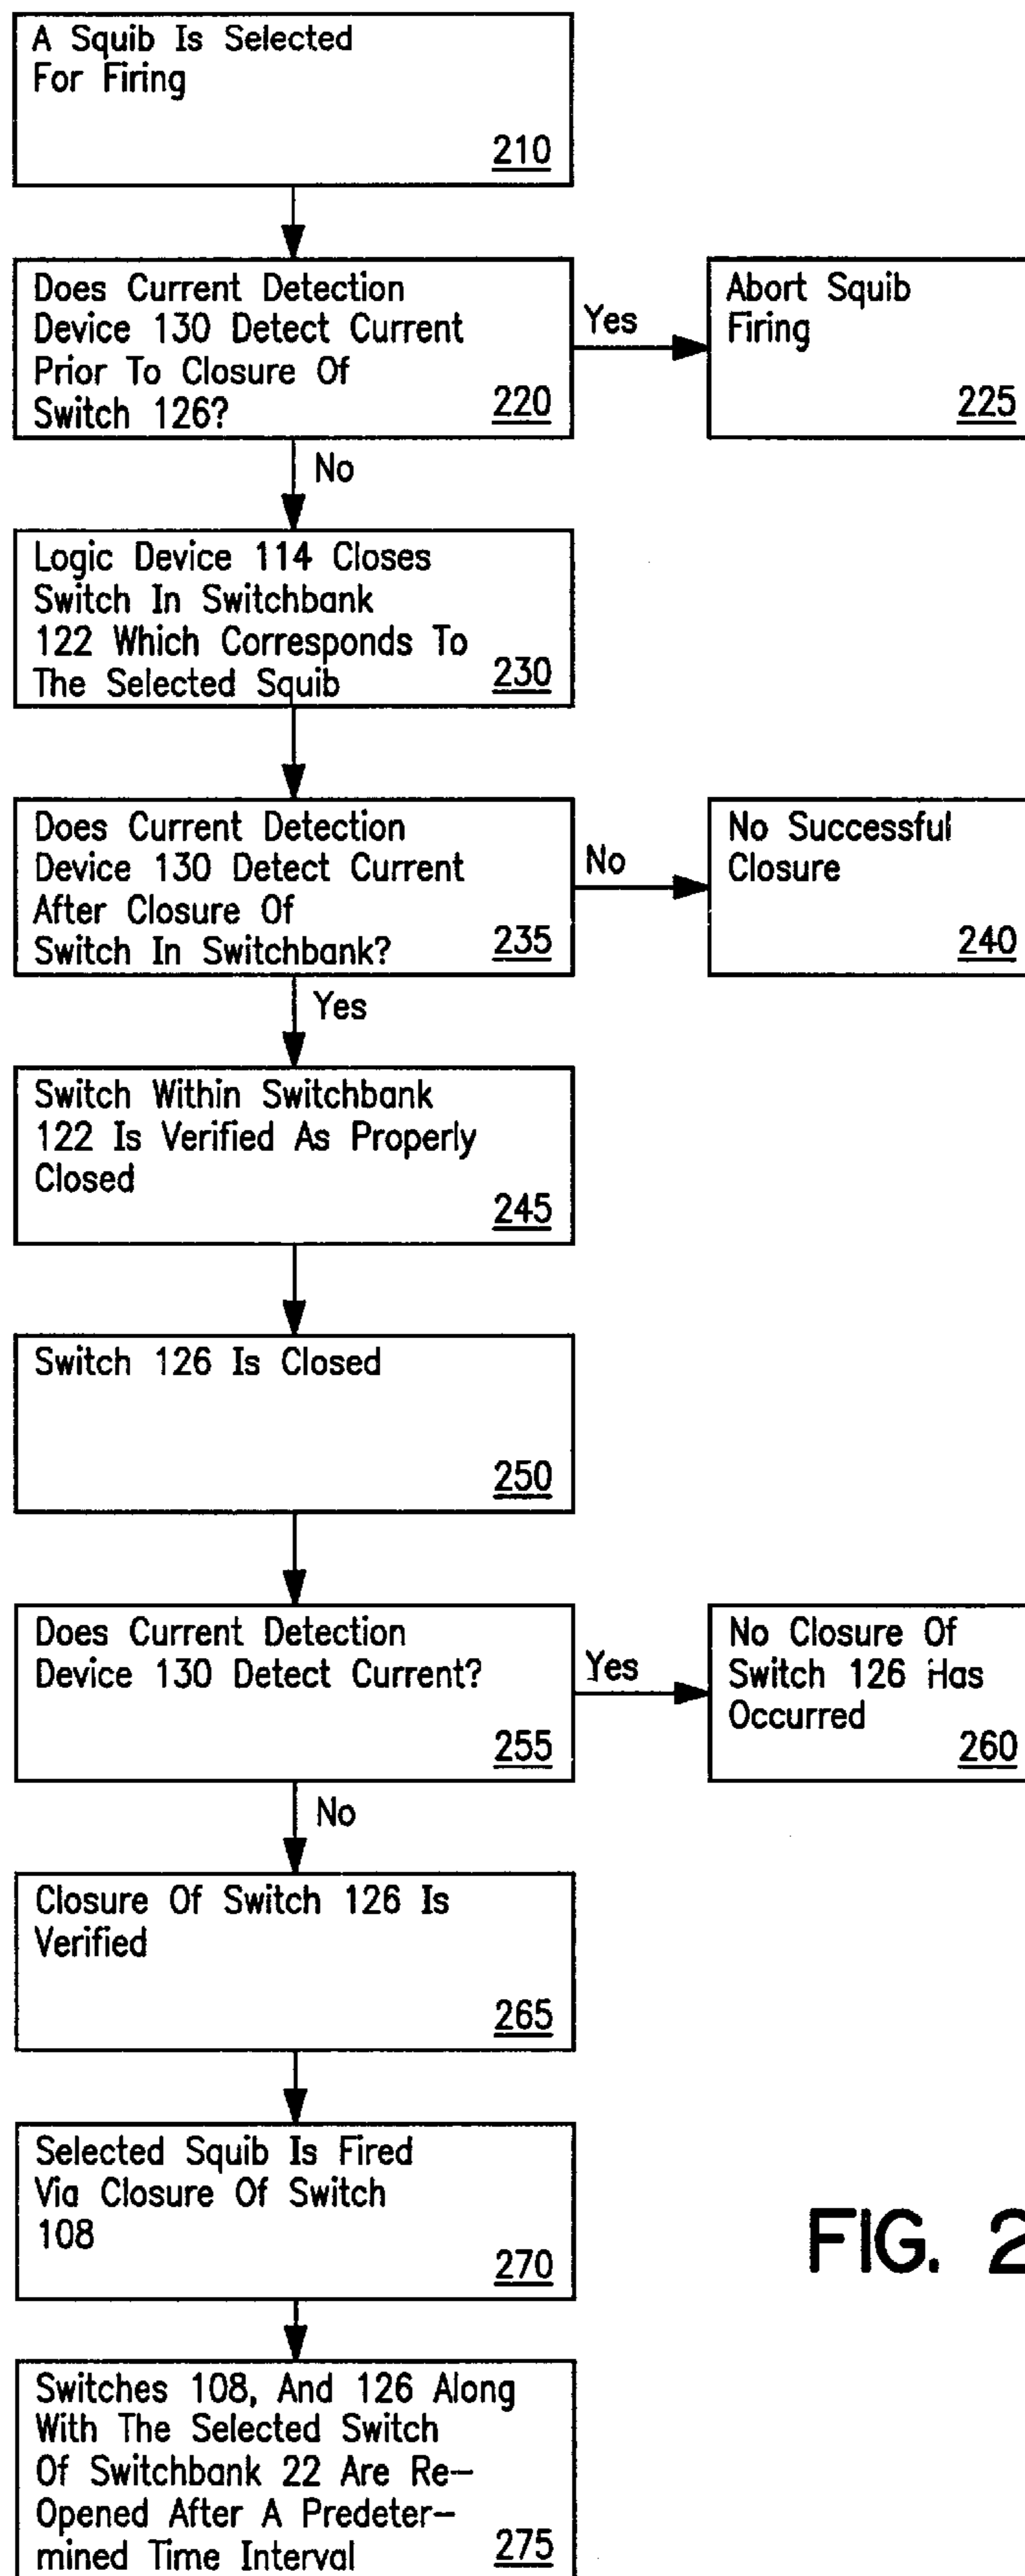 A Squib Is Selected
For Firing
210
Does Current Detection
Device 130 Detect Current
Prior To Closure Of
Switch 126?
220
Yes
Abort Squib
Firing
225
No
Logic Device 114 Closes
Switch In Switchbank
122 Which Corresponds To
The Selected Squib
230
Does Current Detection
Device 130 Detect Current
After Closure Of
Switch In Switchbank?
235
No
No Successful
Closure
240
Yes
Switch Within Switchbank
122 Is Verified As Properly
Closed
245
Switch 126 Is Closed
250
Does Current Detection
Device 130 Detect Current?
255
Yes
No Closure Of
Switch 126 Has
Occurred
260
No
Closure Of Switch 126 Is
Verified
265
Selected Squib Is Fired
Via Closure Of Switch
108
270
FIG. 2
Switches 108, And 126 Along
With The Selected Switch
Of Switchbank 22 Are Re-
Opened After A Predeter-
mined Time Interval
275